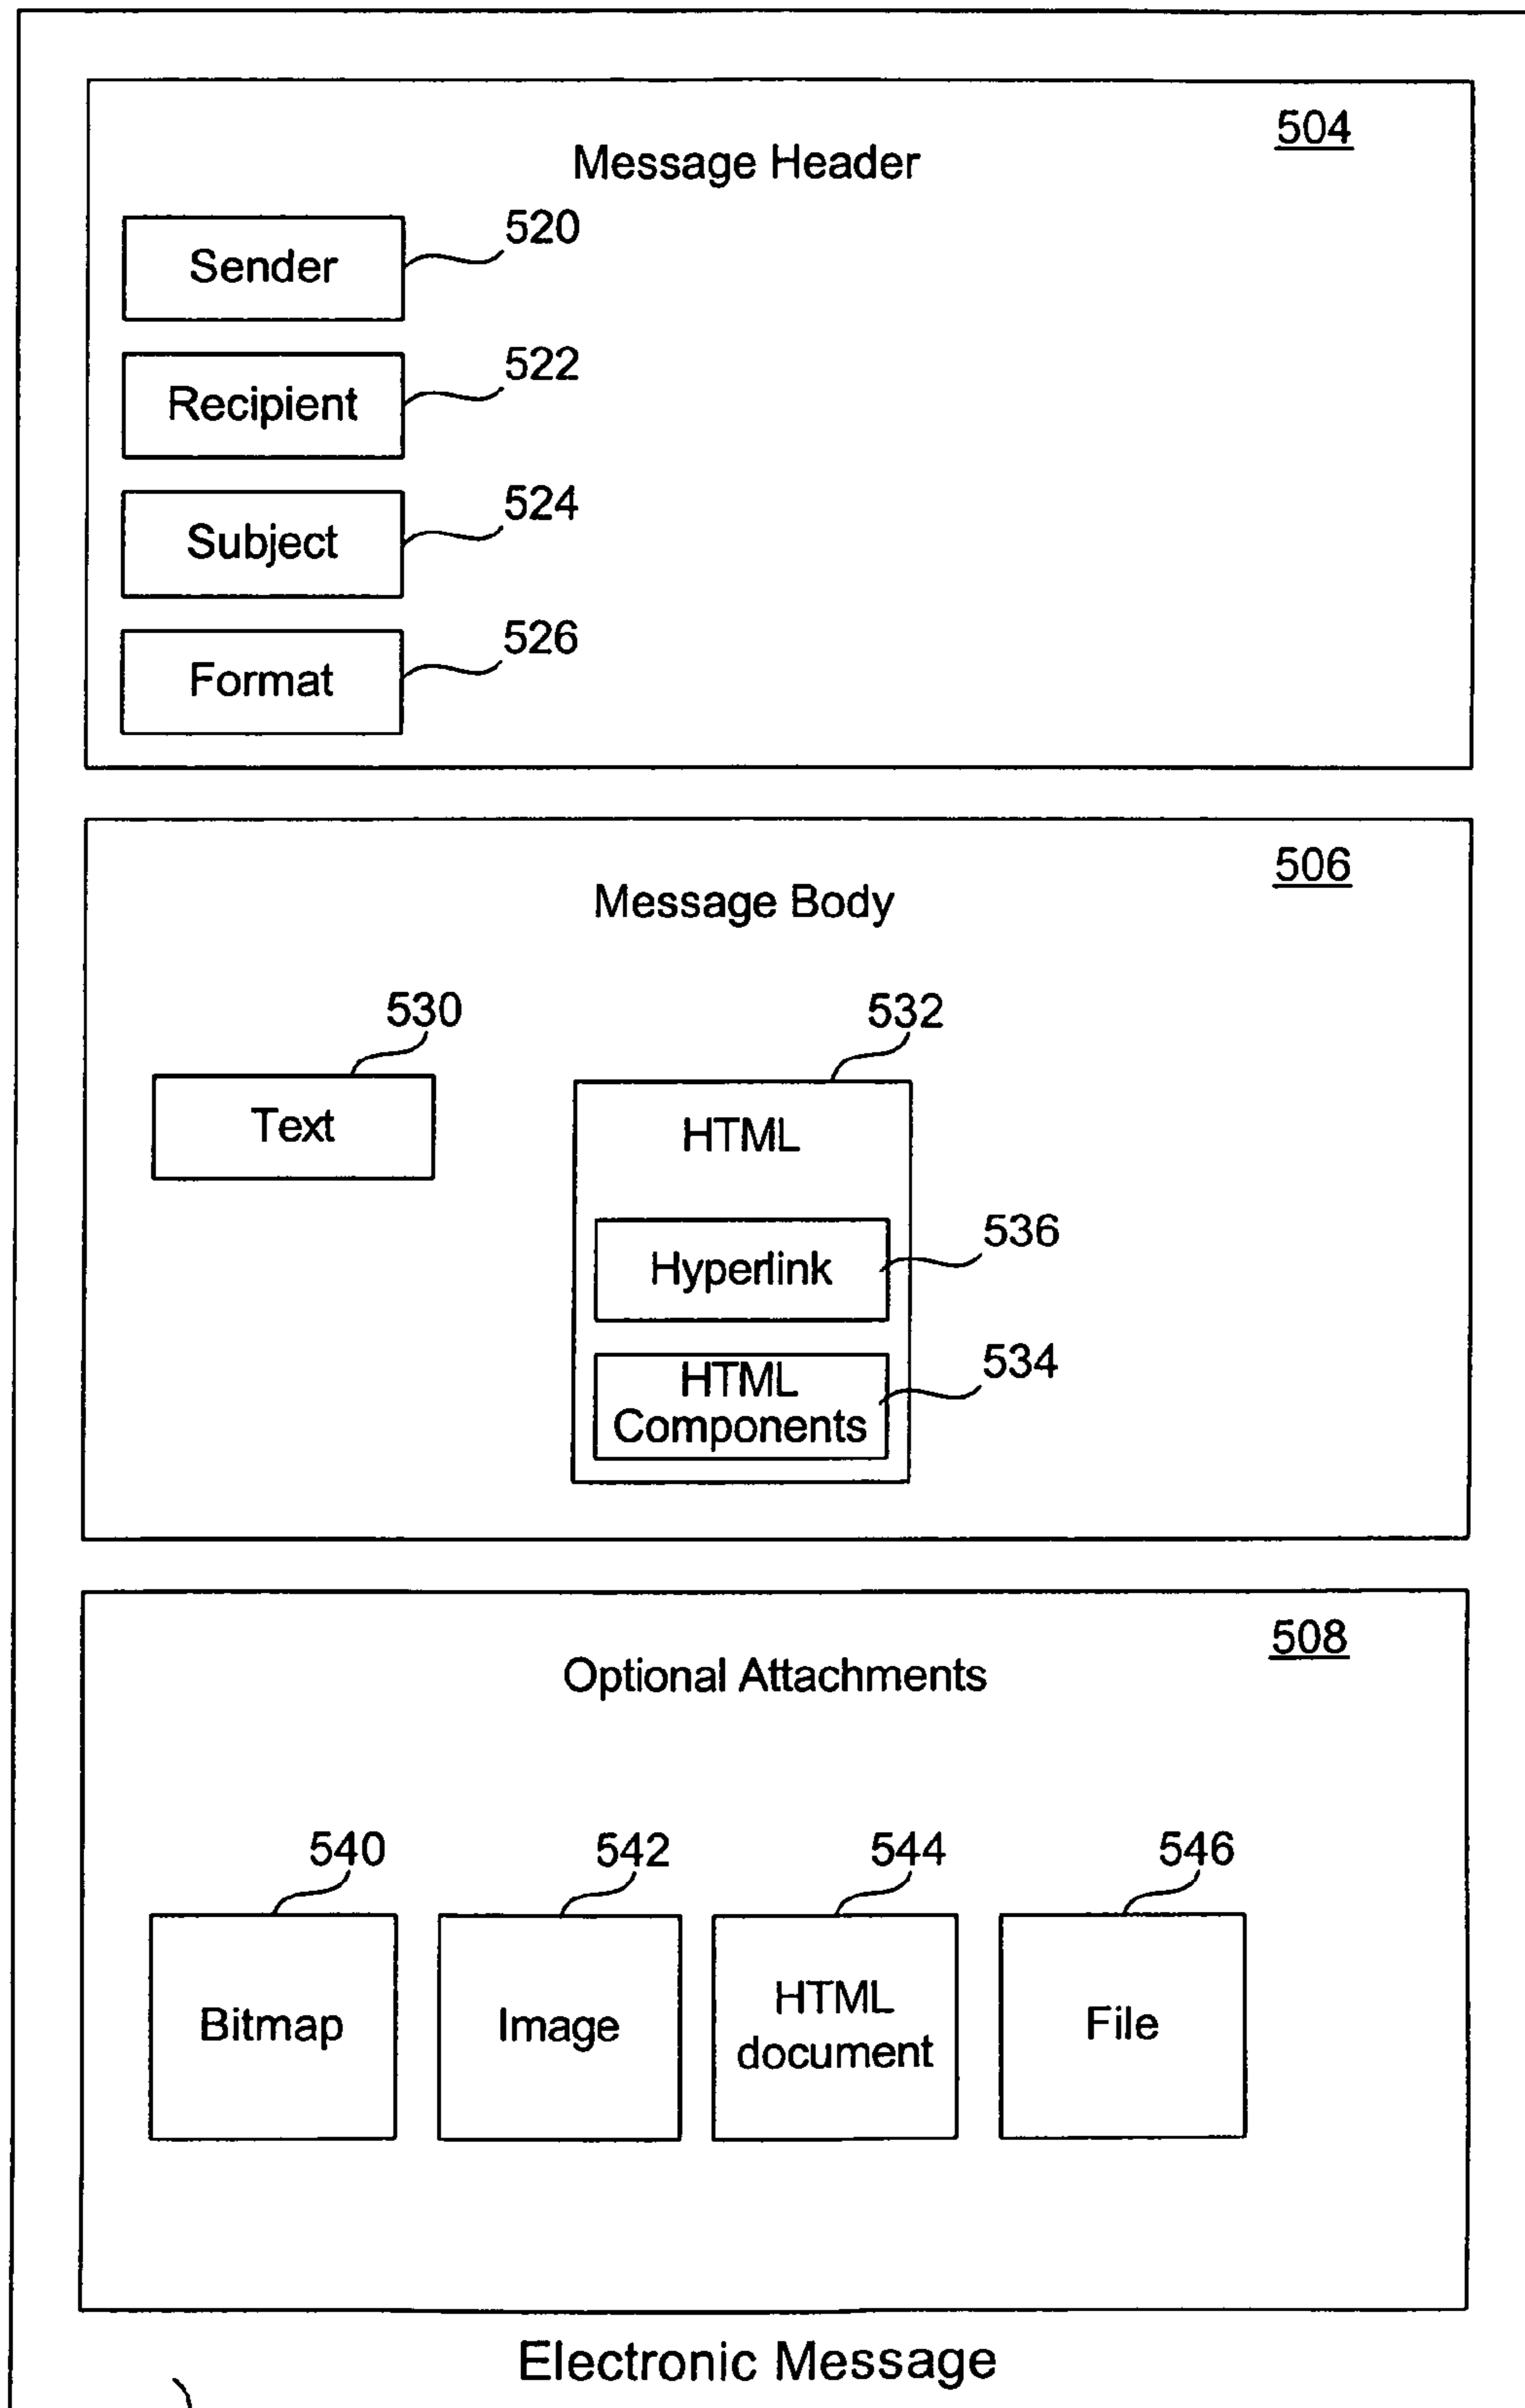 504
Message Header
520
Sender
522
Recipient
524
Subject
526
Format
506
Message Body
530
532
Text
HTML
536
Hyperlink
534
HTML
Components
508
Optional Attachments
540
542
544
546
Bitmap
Image
HTML
document
File
Electronic Message